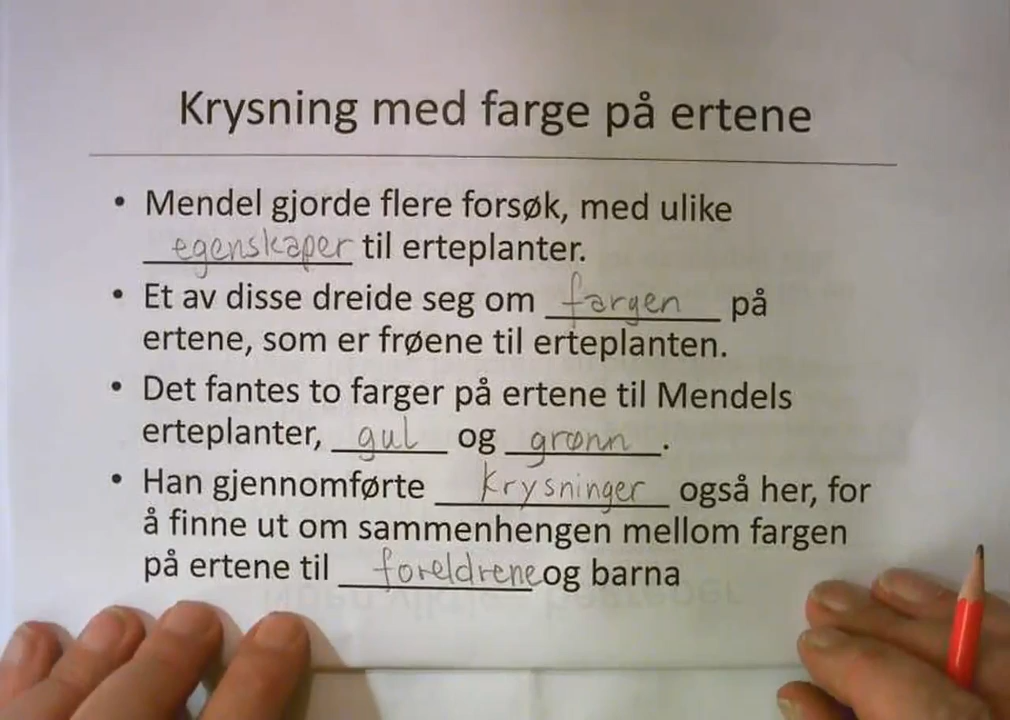 Krysning med farge på ertene
• Mendel gjorde flere forsøk, med ulike
egenskaper til erteplanter.
• Et av disse dreide seg om fargen på
ertene, som er frøene til erteplanten.
• Det fantes to farger på ertene til Mendels
erteplanter, gul og grønn.
• Han gjennomførte krysninger også her, for
å finne ut om sammenhengen mellom fargen
på ertene til foreldrene og barna